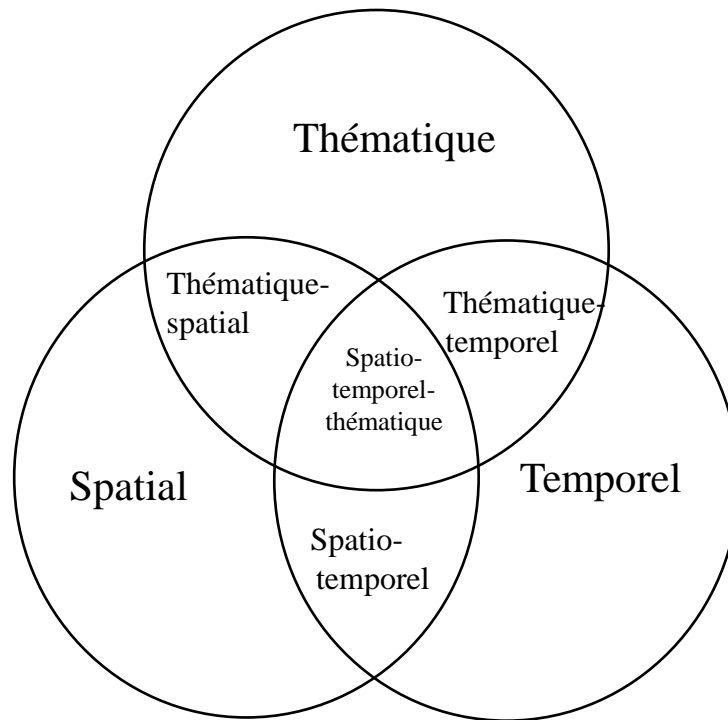 Thématique
Thématique-
spatial
Thématique-
temporel
Spatio-
temporel-
thématique
Spatial
Temporel
Spatio-
temporel